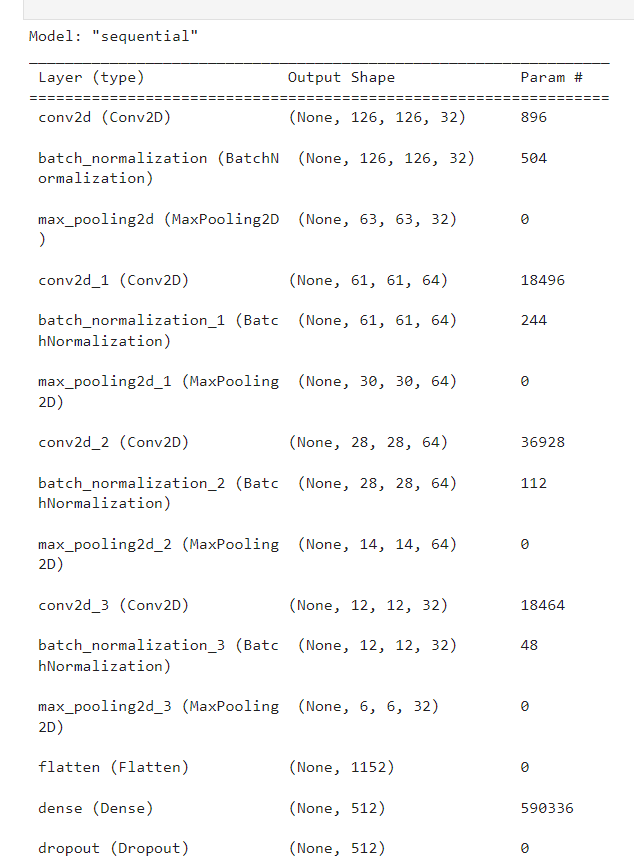 Model: "sequential"
_________________________________________________________________
Layer (type) Output Shape Param #
=================================================================
conv2d (Conv2D) (None, 126, 126, 32) 896
batch_normalization (BatchN (None, 126, 126, 32) 504
ormalization)
max_pooling2d (MaxPooling2D (None, 63, 63, 32) 0
)
conv2d_1 (Conv2D) (None, 61, 61, 64) 18496
batch_normalization_1 (Batc (None, 61, 61, 64) 244
hNormalization)
max_pooling2d_1 (MaxPooling (None, 30, 30, 64) 0
2D)
conv2d_2 (Conv2D) (None, 28, 28, 64) 36928
batch_normalization_2 (Batc (None, 28, 28, 64) 112
hNormalization)
max_pooling2d_2 (MaxPooling (None, 14, 14, 64) 0
2D)
conv2d_3 (Conv2D) (None, 12, 12, 32) 18464
batch_normalization_3 (Batc (None, 12, 12, 32) 48
hNormalization)
max_pooling2d_3 (MaxPooling (None, 6, 6, 32) 0
2D)
flatten (Flatten) (None, 1152) 0
dense (Dense) (None, 512) 590336
dropout (Dropout) (None, 512) 0